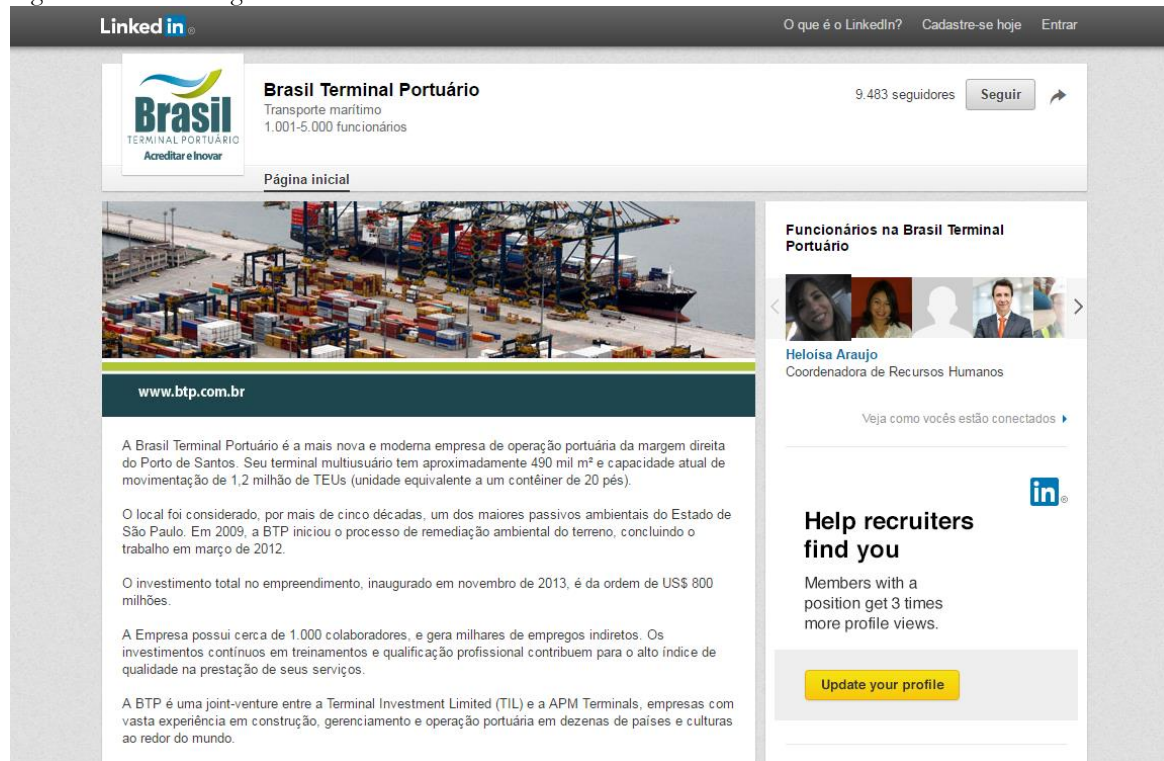 Linked in
O que é o LinkedIn? Cadastre-se hoje Entrar
Brasil
TERMINAL PORTUÁRIO
Acreditar e Inovar
Brasil Terminal Portuário
Transporte marítimo
1.001-5.000 funcionários
9.483 seguidores Seguir
Página inicial
www.btp.com.br
A Brasil Terminal Portuário é a mais nova e moderna empresa de operação portuária da margem direita
do Porto de Santos. Seu terminal multiusuário tem aproximadamente 490 mil m² e capacidade atual de
movimentação de 1,2 milhão de TEUs (unidade equivalente a um contêiner de 20 pés).
O local foi considerado, por mais de cinco décadas, um dos maiores passivos ambientais do Estado de
São Paulo. Em 2009, a BTP iniciou o processo de remediação ambiental do terreno, concluindo o
trabalho em março de 2012.
O investimento total no empreendimento, inaugurado em novembro de 2013, é da ordem de US$ 800
milhões.
A Empresa possui cerca de 1.000 colaboradores, e gera milhares de empregos indiretos. Os
investimentos contínuos em treinamentos e qualificação profissional contribuem para o alto índice de
qualidade na prestação de seus serviços.
A BTP é uma joint-venture entre a Terminal Investment Limited (TIL) e a APM Terminals, empresas com
vasta experiência em construção, gerenciamento e operação portuária em dezenas de países e culturas
ao redor do mundo.
Funcionários na Brasil Terminal
Portuário
Heloísa Araujo
Coordenadora de Recursos Humanos
Veja como vocês estão conectados
in
Help recruiters
find you
Members with a
position get 3 times
more profile views.
Update your profile